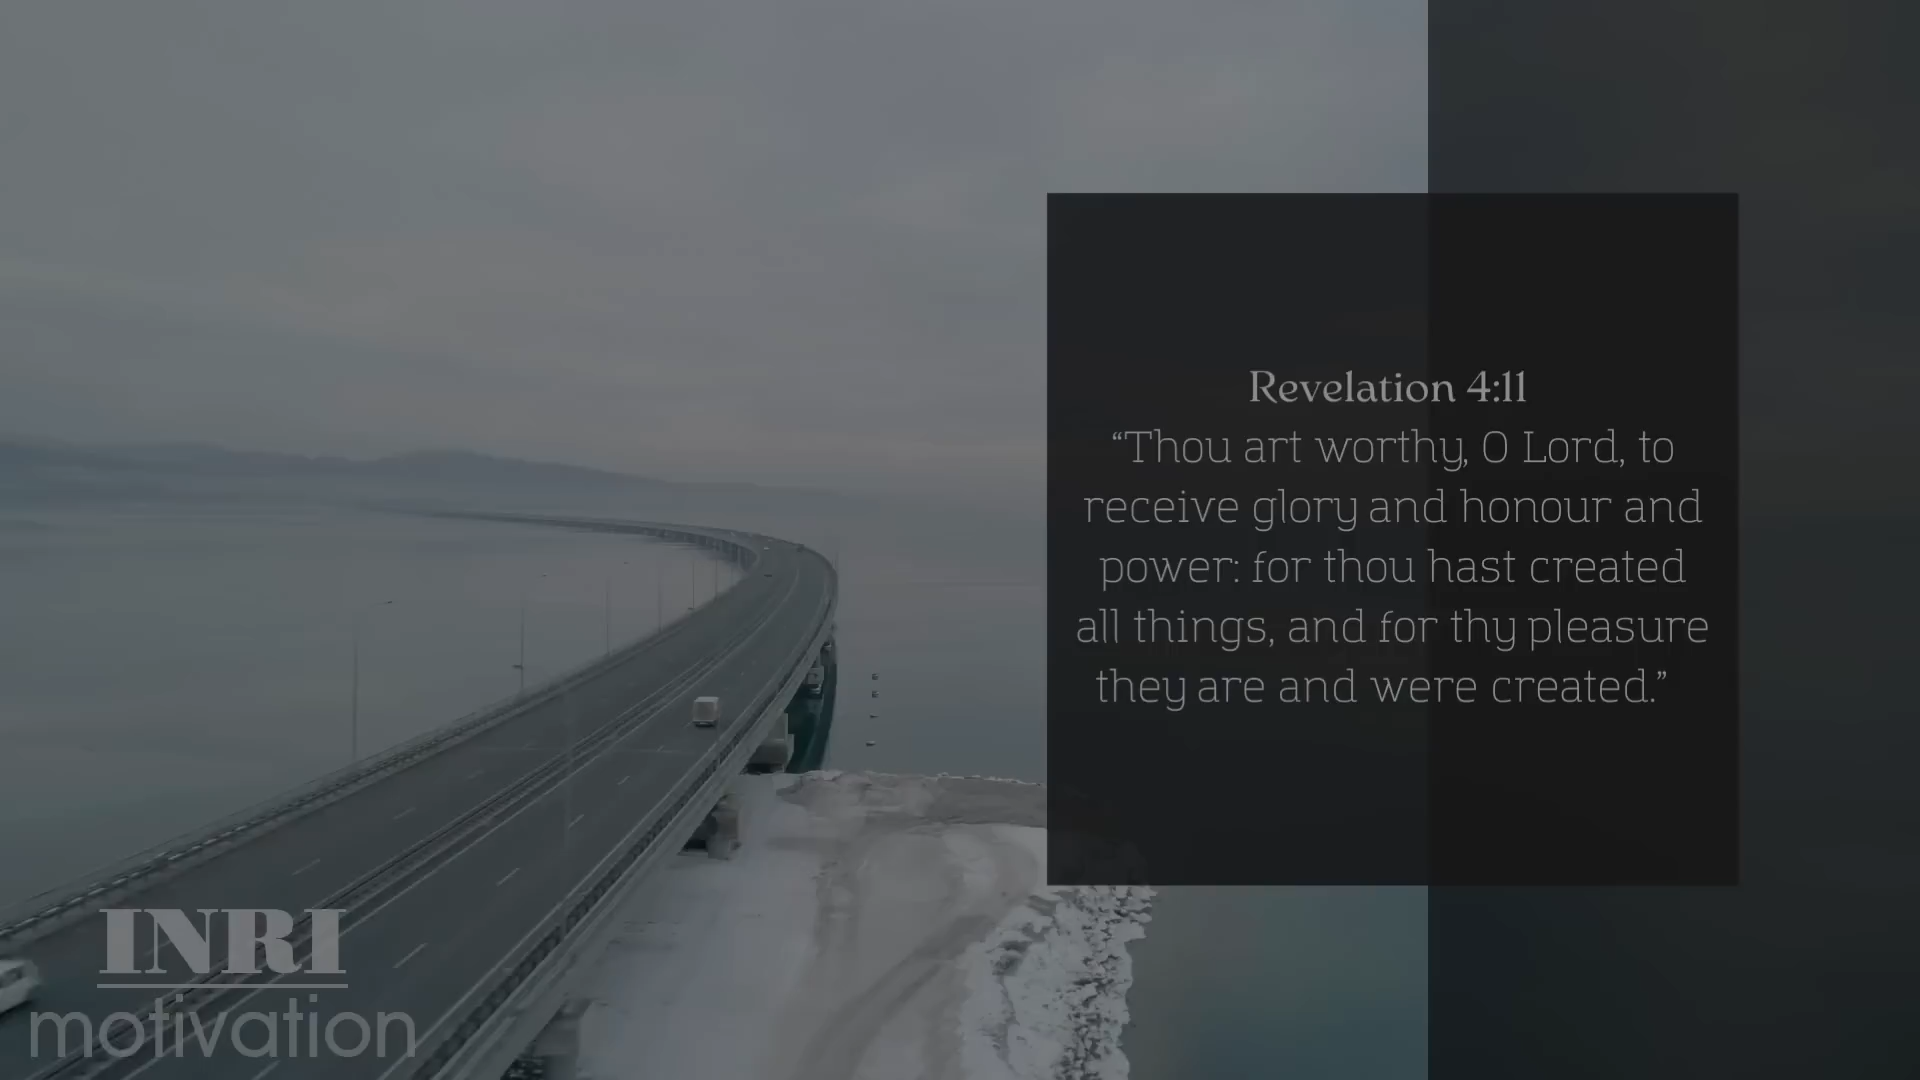 Revelation 4:11
“Thou art worthy, O Lord, to
receive glory and honour and
power: for thou hast created
all things, and for thy pleasure
they are and were created.”
INRI
motivation